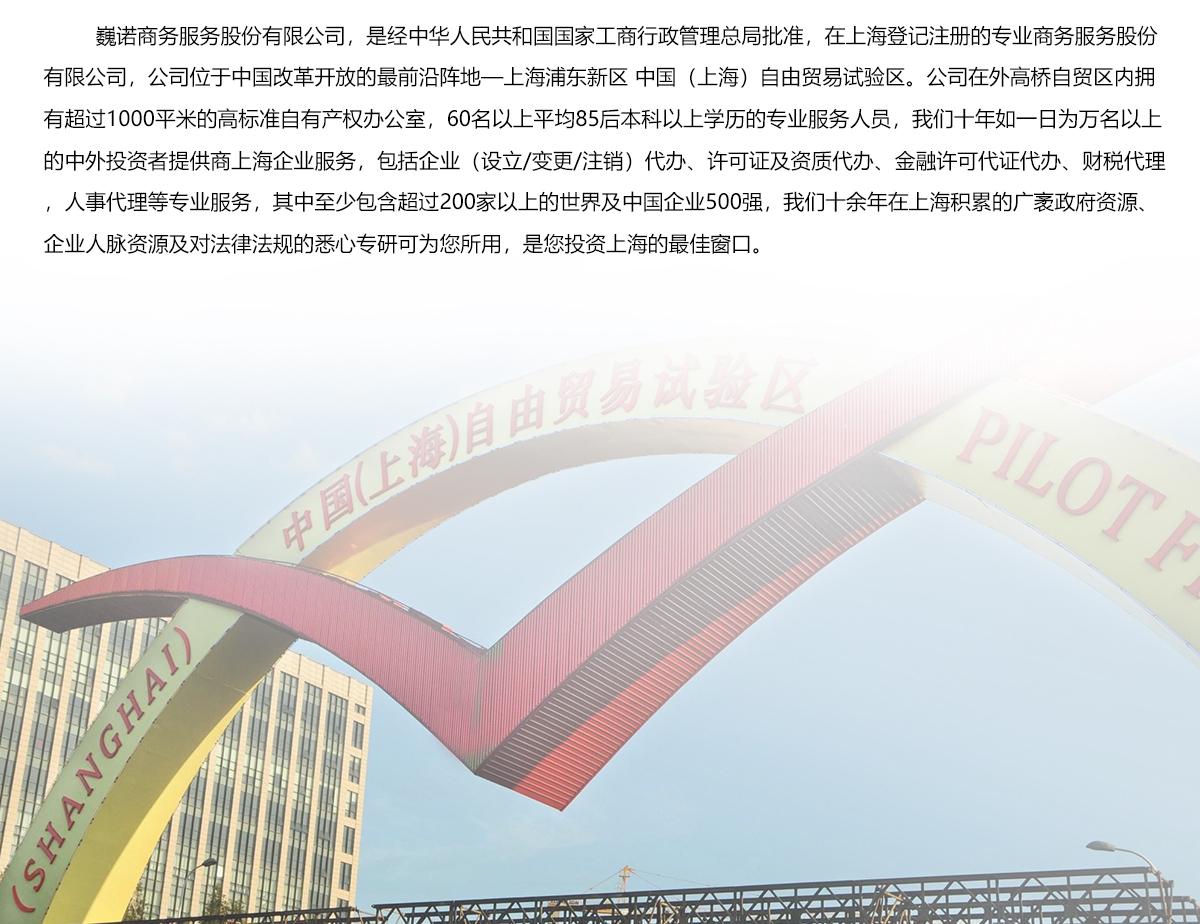 巍诺商务服务股份有限公司，是经中华人民共和国国家工商行政管理总局批准，在上海登记注册的专业商务服务股份
有限公司，公司位于中国改革开放的最前沿阵地—上海浦东新区 中国（上海）自由贸易试验区。公司在外高桥自贸区内拥
有超过1000平米的高标准自有产权办公室，60名以上平均85后本科以上学历的专业服务人员，我们十年如一日为万名以上
的中外投资者提供商上海企业服务，包括企业（设立/变更/注销）代办、许可证及资质代办、金融许可代证代办、财税代理
，人事代理等专业服务，其中至少包含超过200家以上的世界及中国企业500强，我们十余年在上海积累的广袤政府资源、
企业人脉资源及对法律法规的悉心专研可为您所用，是您投资上海的最佳窗口。
中国(上海)自由贸易试验区
PILOT F
(SHANGHAI)